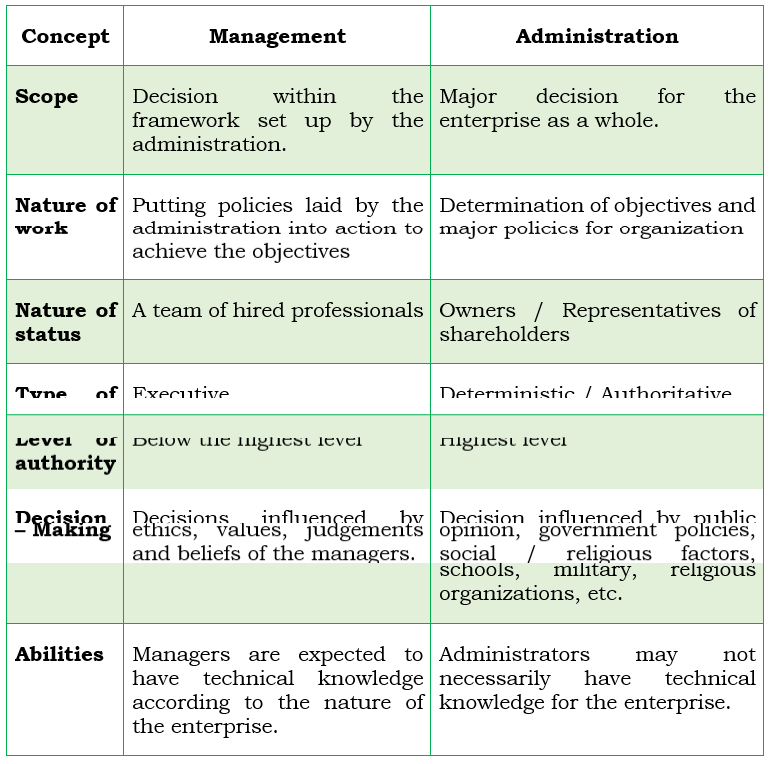 Concept Management Administration
Scope Decision within the Major decision for the
framework set up by the enterprise as a whole.
administration.
Nature of Putting policies laid by the Determination of objectives and
work administration into action to major policies for organization
achieve the objectives
Nature of A team of hired professionals Owners / Representatives of
status shareholders
Type of Executive Deterministic / Authoritative
Level of Below the highest level Highest level
authority
Decision Decisions influenced by Decision influenced by public
– Making ethics, values, judgements opinion, government policies,
and beliefs of the managers. social / religious factors,
schools, military, religious
organizations, etc.
Abilities Managers are expected to Administrators may not
have technical knowledge necessarily have technical
according to the nature of knowledge for the enterprise.
the enterprise.